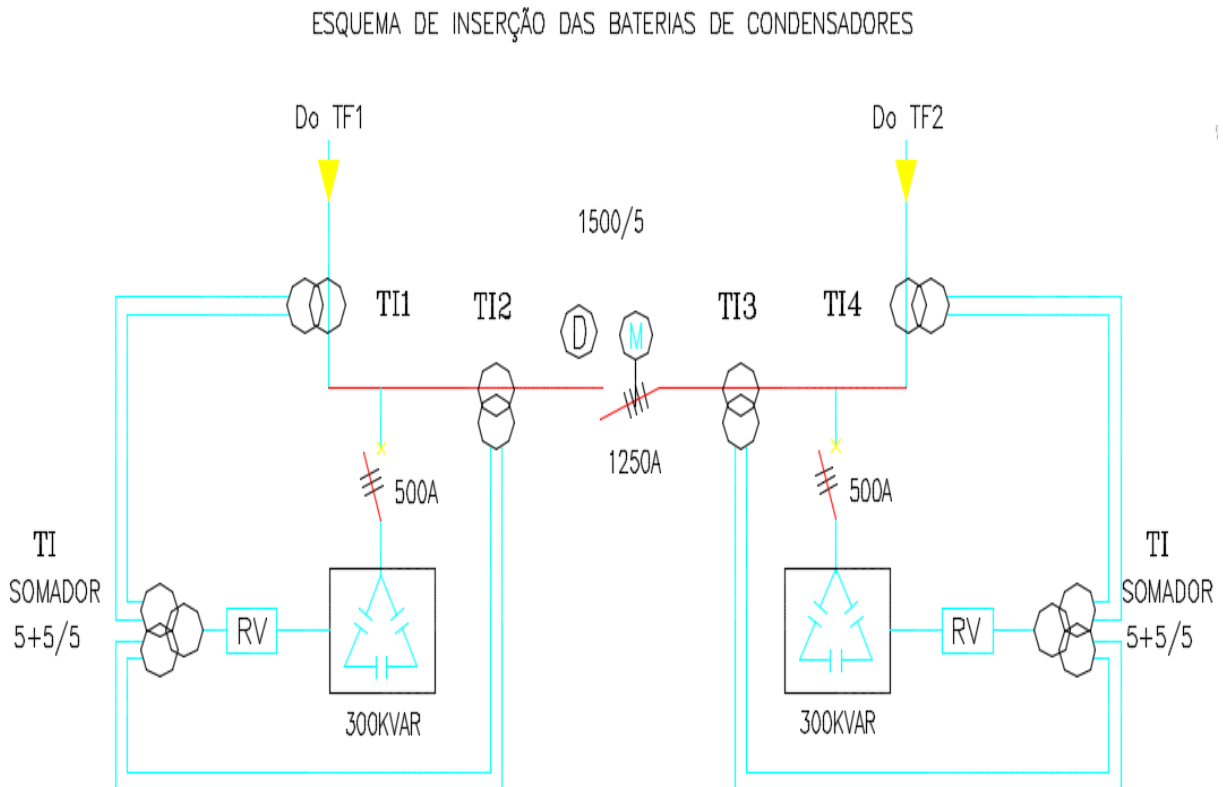 ESQUEMA DE INSERÇÃO DAS BATERIAS DE CONDENSADORES
Do TF1
Do TF2
1500/5
TI1
TI2
D
M
TI3
TI4
1250A
500A
500A
TI
SOMADOR
5+5/5
RV
300KVAR
RV
300KVAR
TI
SOMADOR
5+5/5